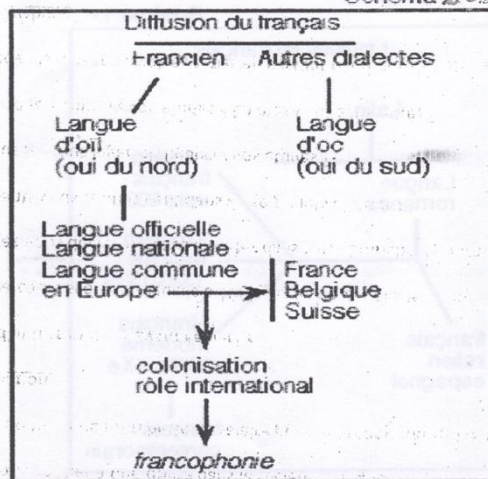 Schéma
Diffusion du français
Francien Autres dialectes
Langue
d'oïl
(oui du nord)
Langue
d'oc
(oui du sud)
Langue officielle
Langue nationale
Langue commune
en Europe
France
Belgique
Suisse
colonisation
rôle international
francophonie